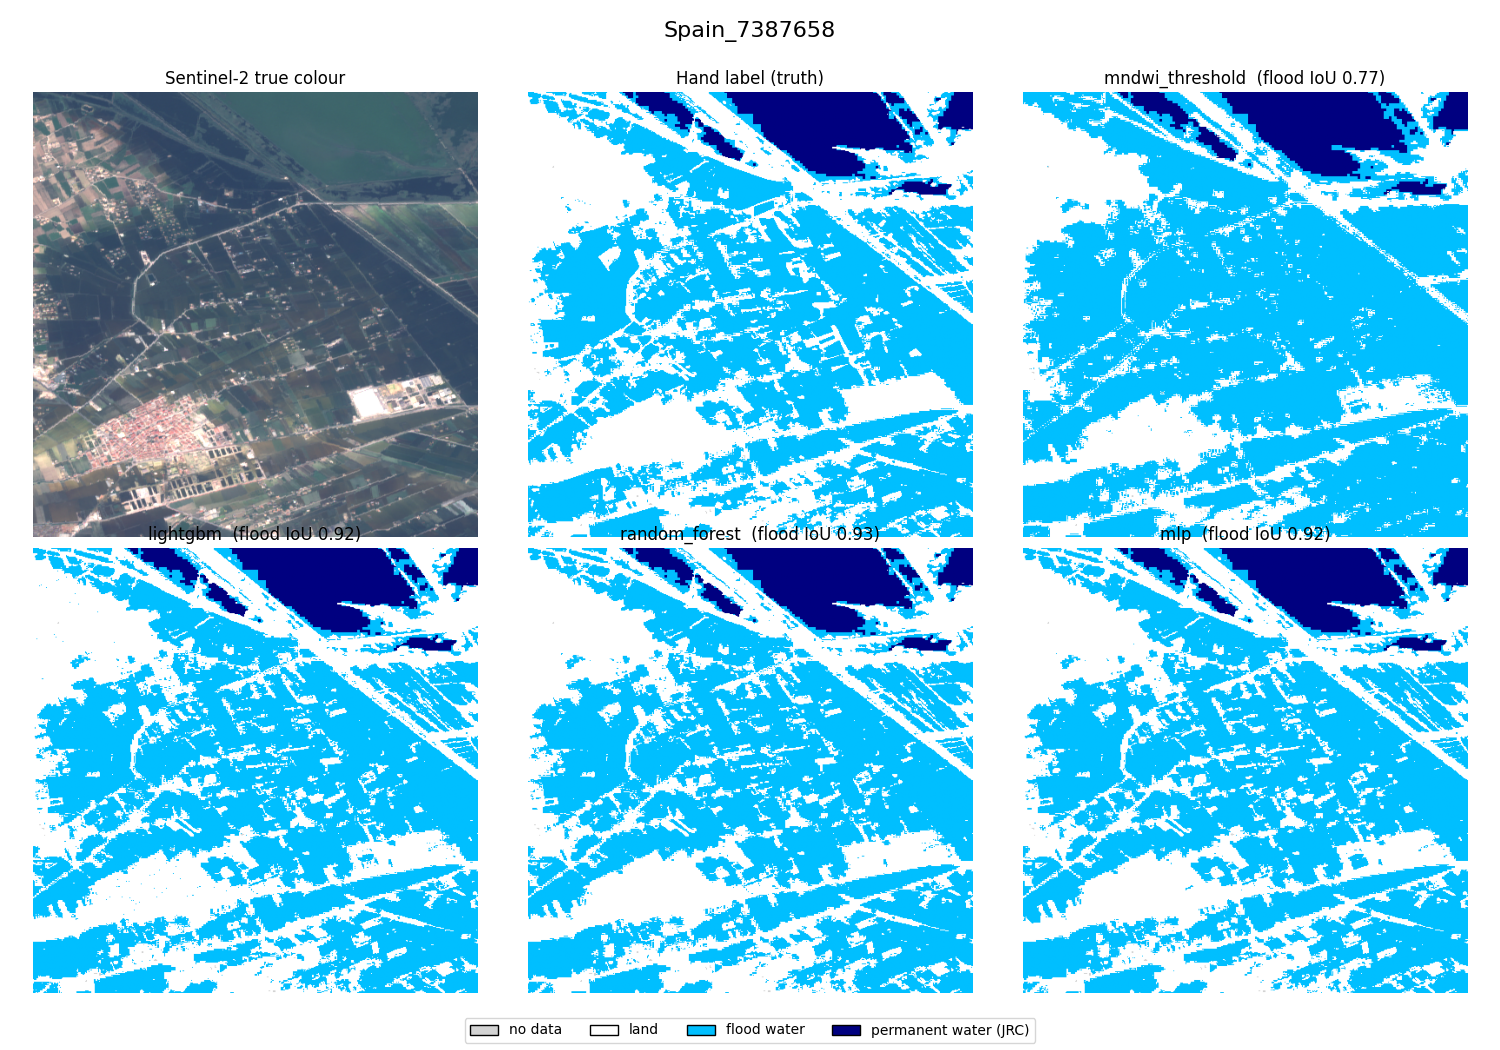 Spain_7387658
Sentinel-2 true colour
Hand label (truth)
mndwi_threshold (flood IoU 0.77)
lightgbm (flood IoU 0.92)
random_forest (flood IoU 0.93)
mlp (flood IoU 0.92)
no data
land
flood water
permanent water (JRC)